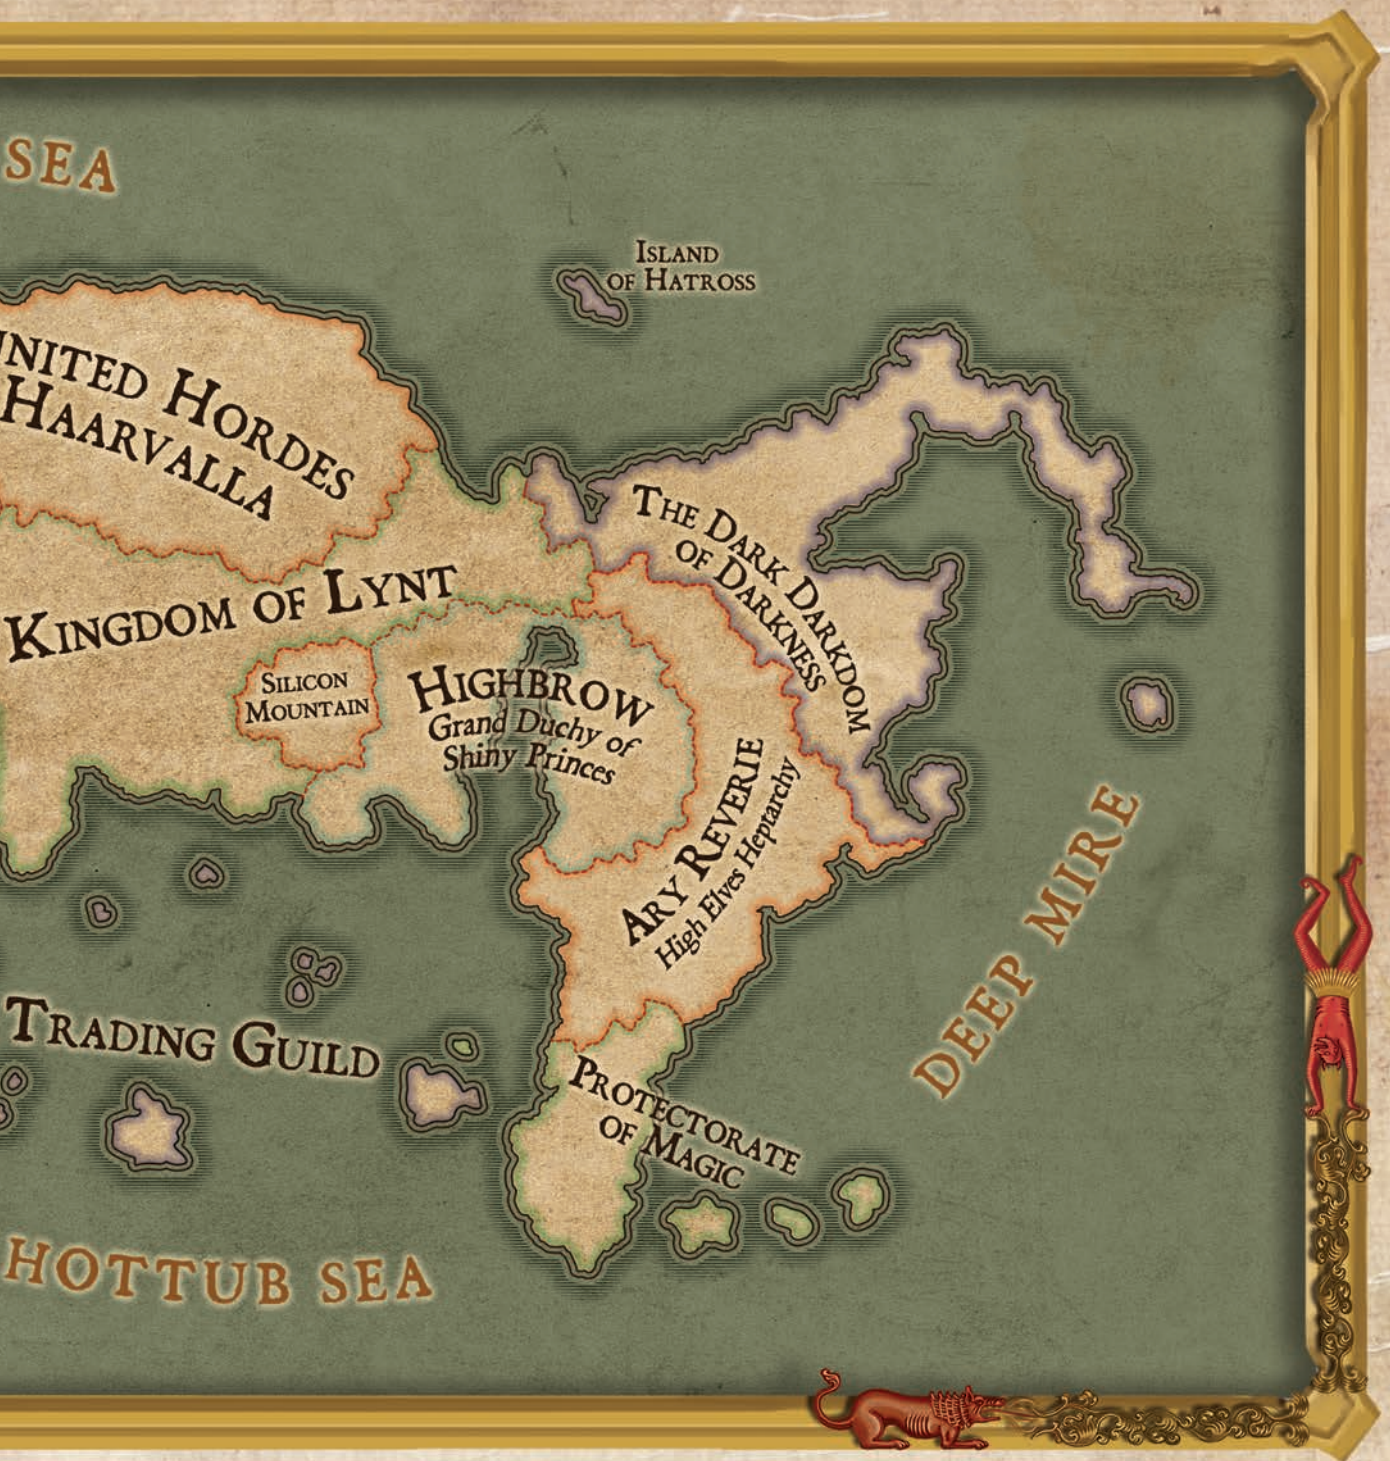 SEA
ISLAND
OF HATROSS
UNITED HORDES
HAARVALLA
THE DARK DARKDOM
OF DARKNESS
KINGDOM OF LYNT
SILICON
MOUNTAIN
HIGHBROW
Grand Duchy of
Shiny Princes
ARY REVERIE
High Elves Heptarchy
DEEP MIRE
TRADING GUILD
PROTECTORATE
OF MAGIC
HOTTUB SEA